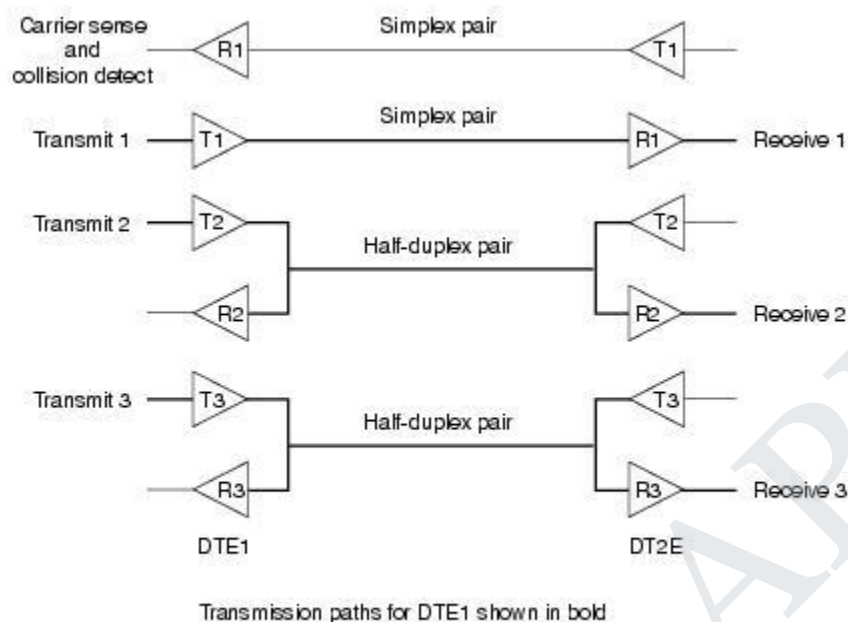 Carrier sense
and
collision detect
R1
Simplex pair
T1
Transmit 1
T1
Simplex pair
R1
Receive 1
Transmit 2
T2
T2
Half-duplex pair
R2
R2
Receive 2
Transmit 3
T3
T3
Half-duplex pair
R3
R3
Receive 3
DTE1
DT2E
Transmission paths for DTE1 shown in bold